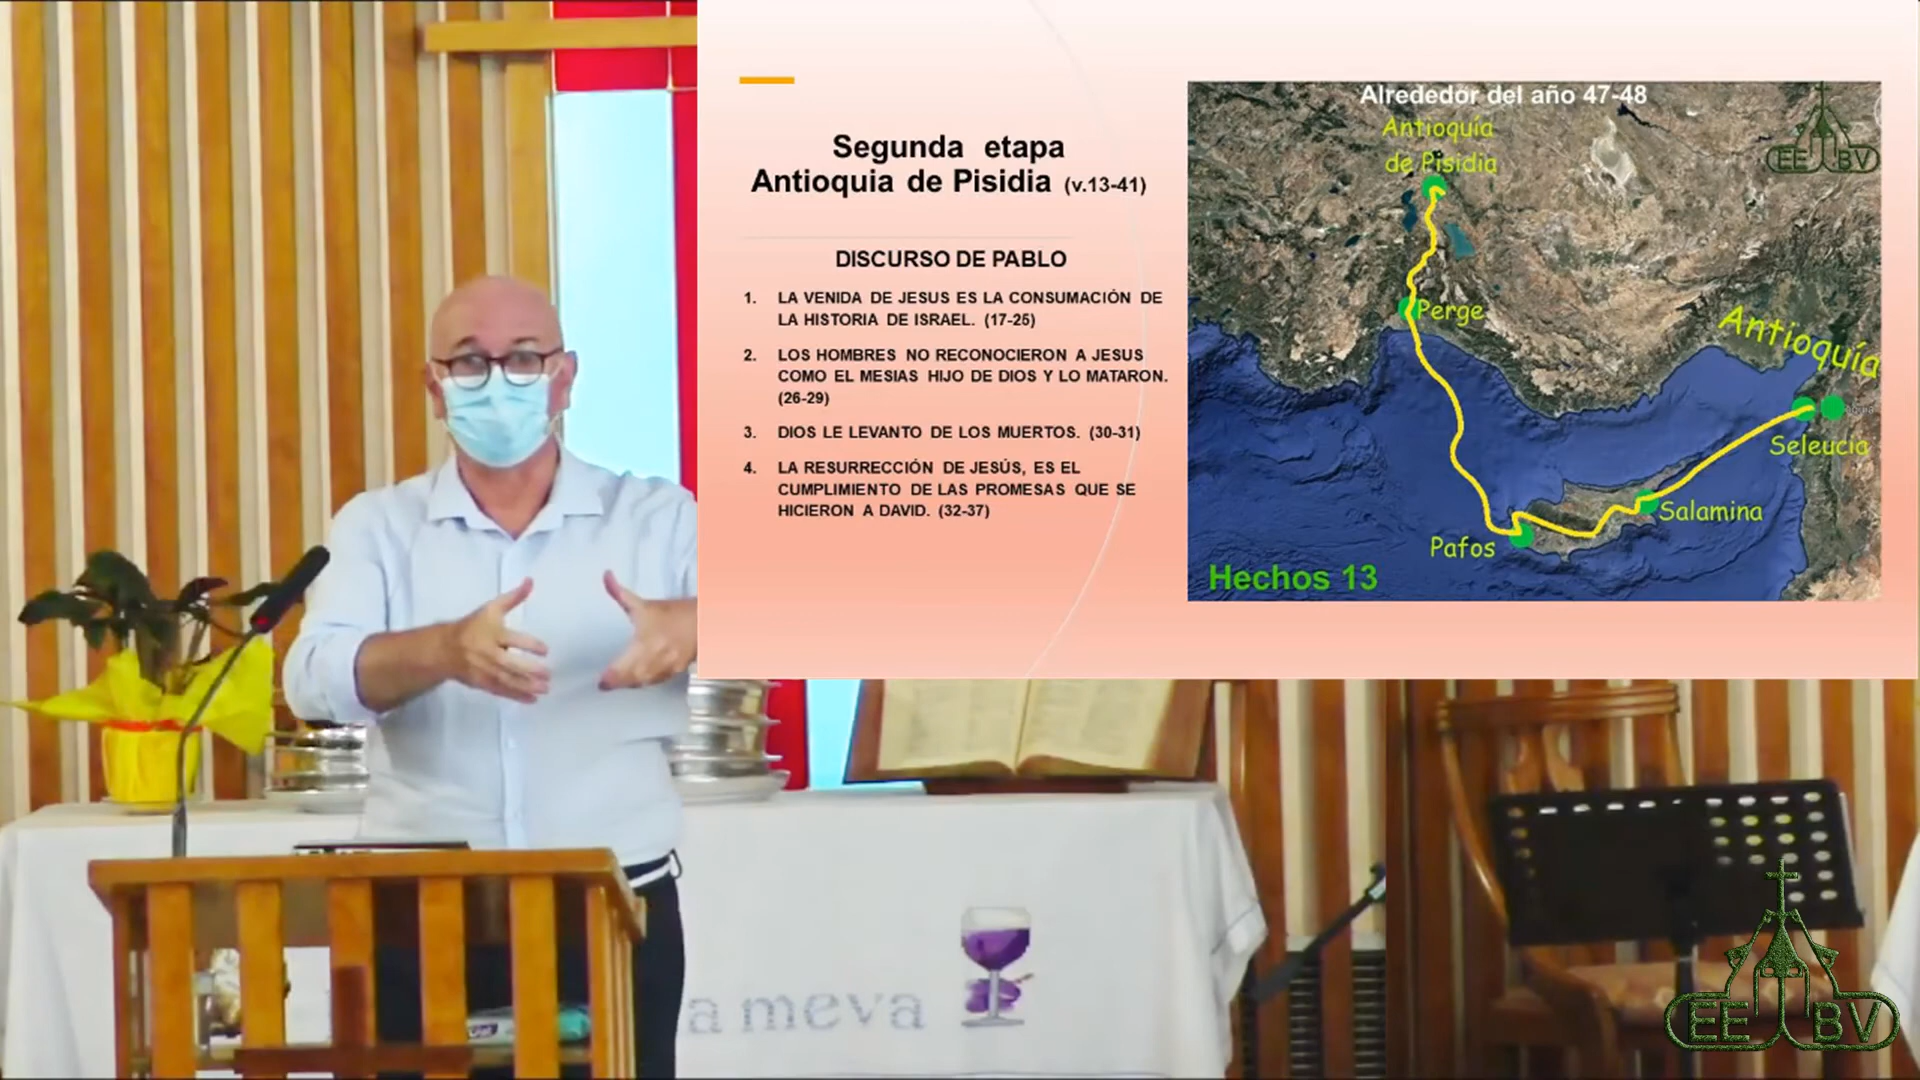 Segunda etapa
Antioquia de Pisidia (v.13-41)
DISCURSO DE PABLO
1. LA VENIDA DE JESUS ES LA CONSUMACIÓN DE
LA HISTORIA DE ISRAEL. (17-25)
2. LOS HOMBRES NO RECONOCIERON A JESUS
COMO EL MESIAS HIJO DE DIOS Y LO MATARON.
(26-29)
3. DIOS LE LEVANTO DE LOS MUERTOS. (30-31)
4. LA RESURRECCIÓN DE JESÚS, ES EL
CUMPLIMIENTO DE LAS PROMESAS QUE SE
HICIERON A DAVID. (32-37)
Alrededor del año 47-48
Antioquía
de Pisidia
EE BV
Perge
Antioquía
Seleucia
Salamina
Pafos
Hechos 13
a meva
EE BV